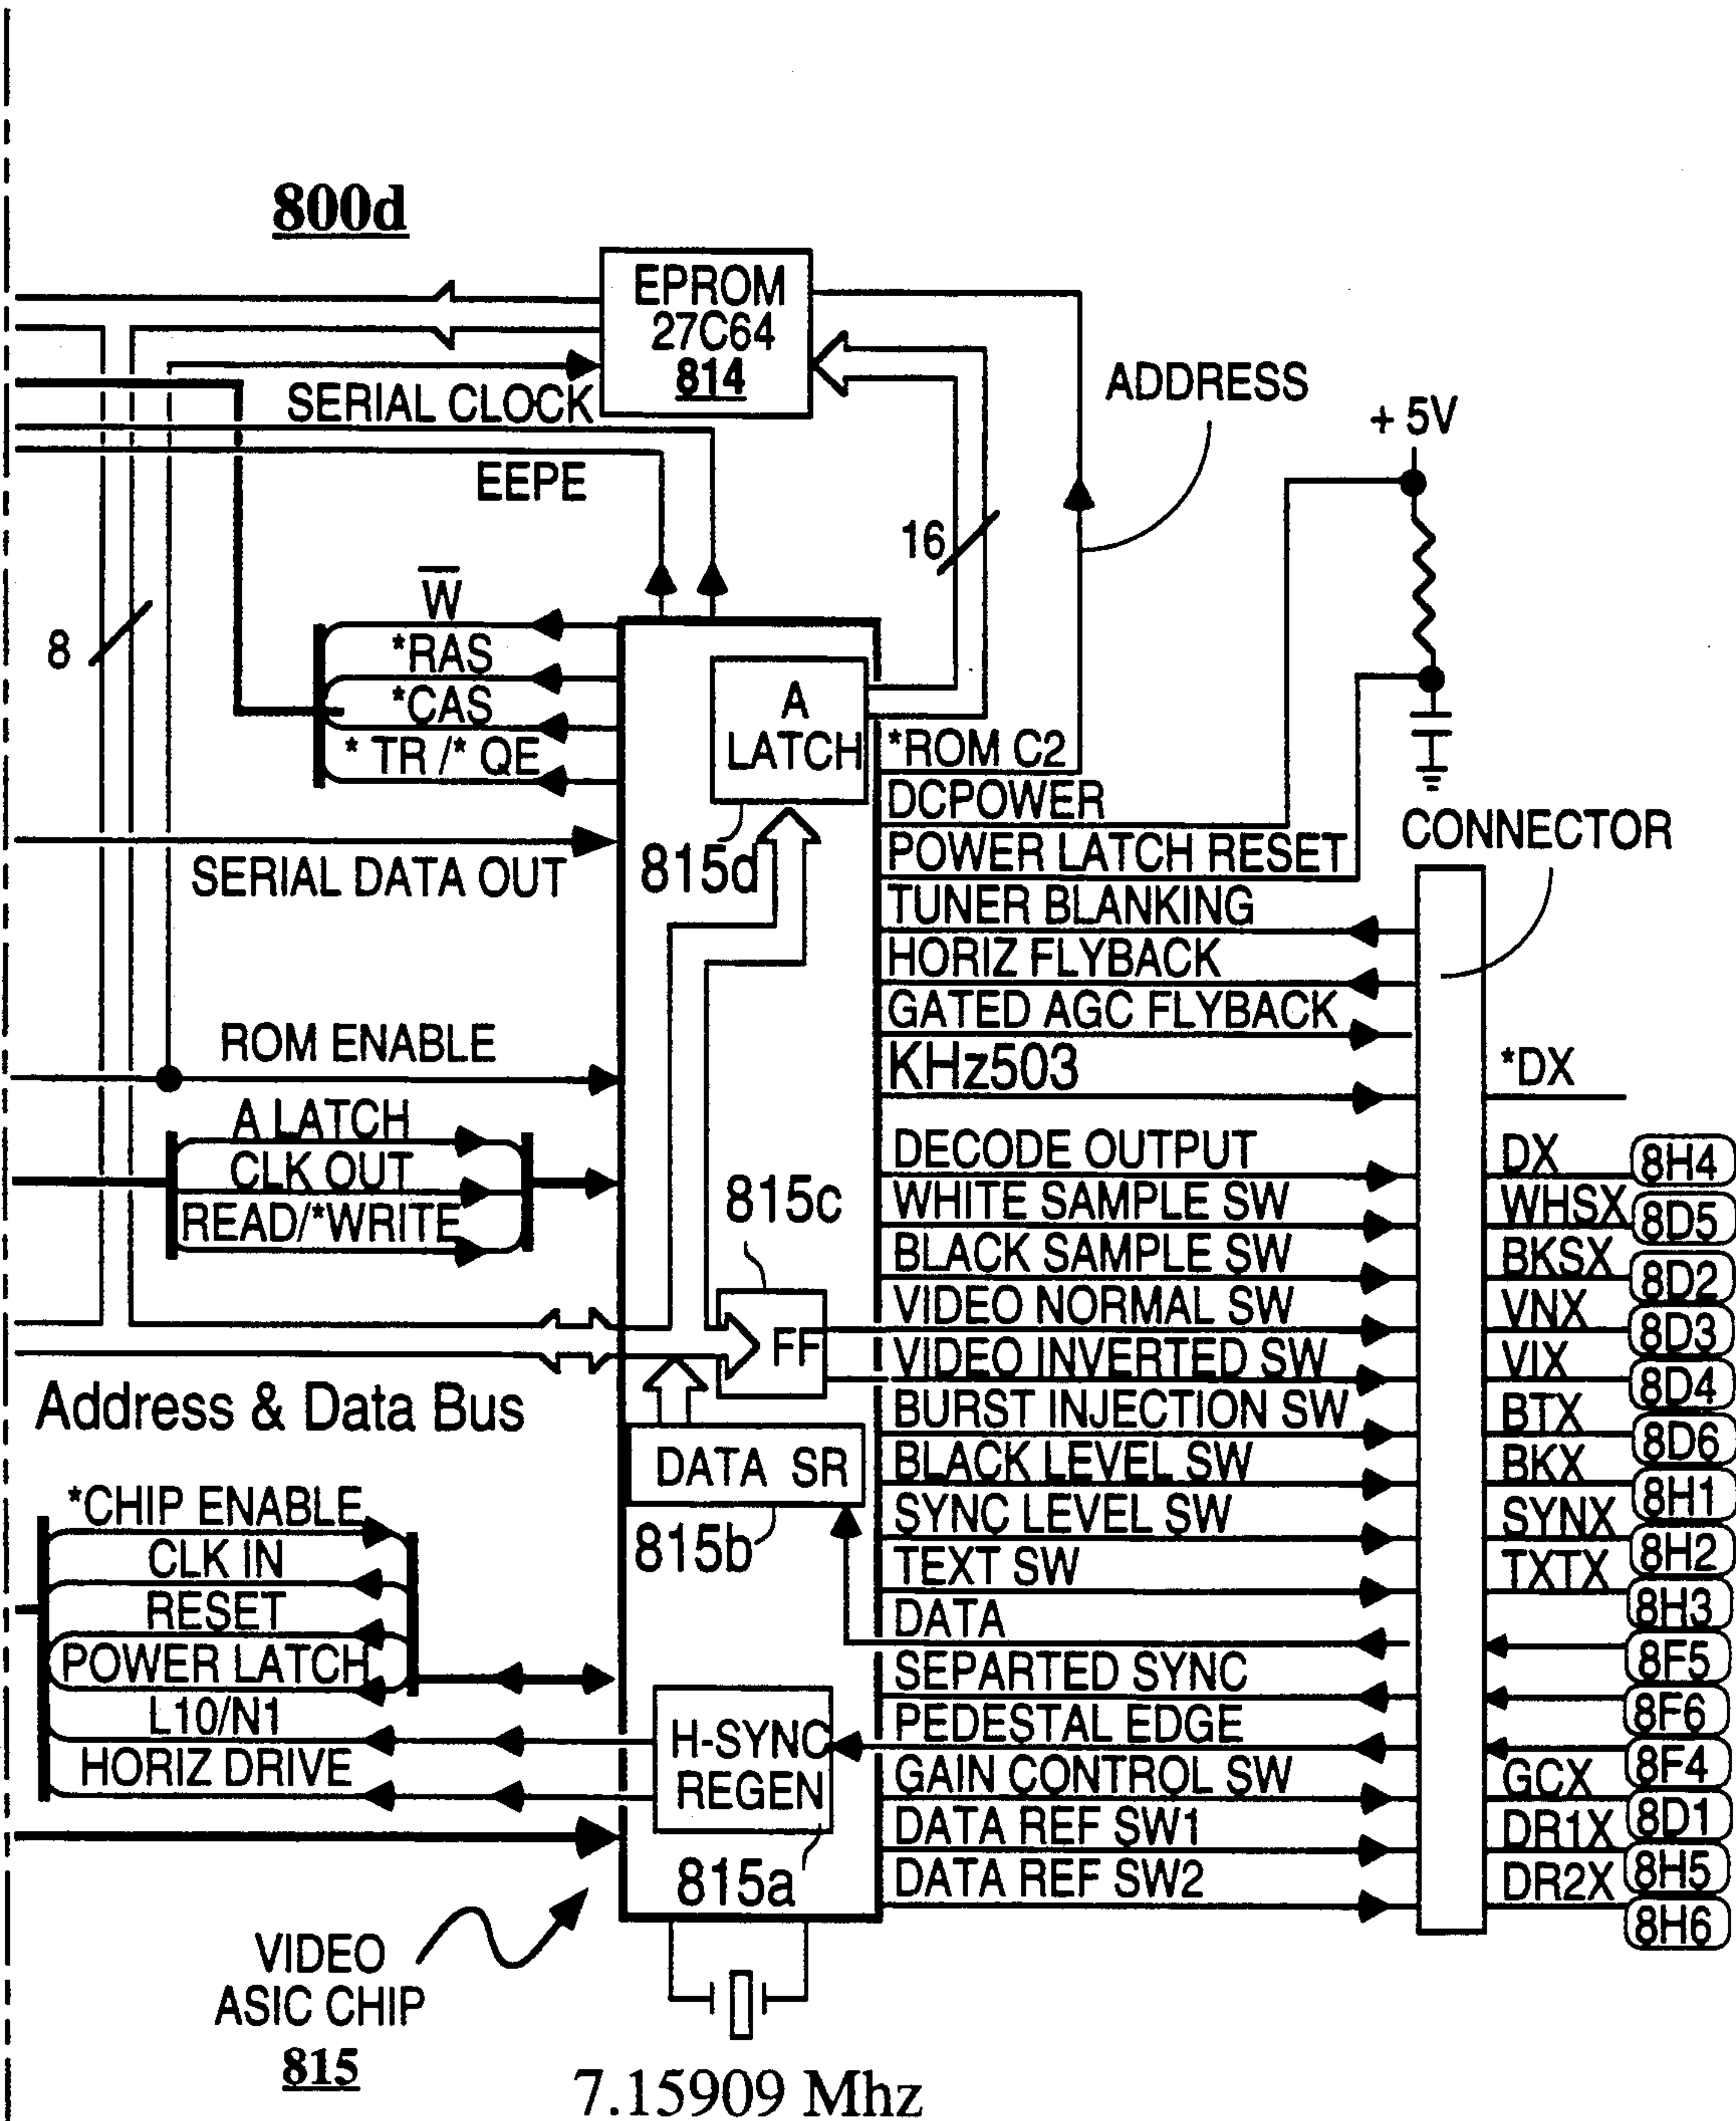 800d
EPROM
27C64
814
ADDRESS
+ 5V
SERIAL CLOCK
EEPE
16
8
W
*RAS
*CAS
* TR /* QE
A
LATCH
*ROM C2
DCPOWER
POWER LATCH RESET
CONNECTOR
815d
SERIAL DATA OUT
TUNER BLANKING
HORIZ FLYBACK
GATED AGC FLYBACK
KHz503
*DX
ROM ENABLE
A LATCH
CLK OUT
READ/*WRITE
DECODE OUTPUT
DX
8H4
815c
WHITE SAMPLE SW
WHSX
8D5
BLACK SAMPLE SW
BKSX
8D2
FF
VIDEO NORMAL SW
VNX
8D3
VIDEO INVERTED SW
VIX
8D4
Address & Data Bus
BURST INJECTION SW
BTX
8D6
DATA SR
BLACK LEVEL SW
BKX
8H1
*CHIP ENABLE
CLK IN
RESET
POWER LATCH
L10/N1
HORIZ DRIVE
815b
SYNC LEVEL SW
SYNX
8H2
TEXT SW
TXTX
8H3
DATA
8F5
SEPARTED SYNC
8F6
H-SYNC
REGEN
PEDESTAL EDGE
8F4
GAIN CONTROL SW
GCX
8D1
DATA REF SW1
DR1X
8H5
815a
DATA REF SW2
DR2X
8H6
VIDEO
ASIC CHIP
815
7.15909 Mhz